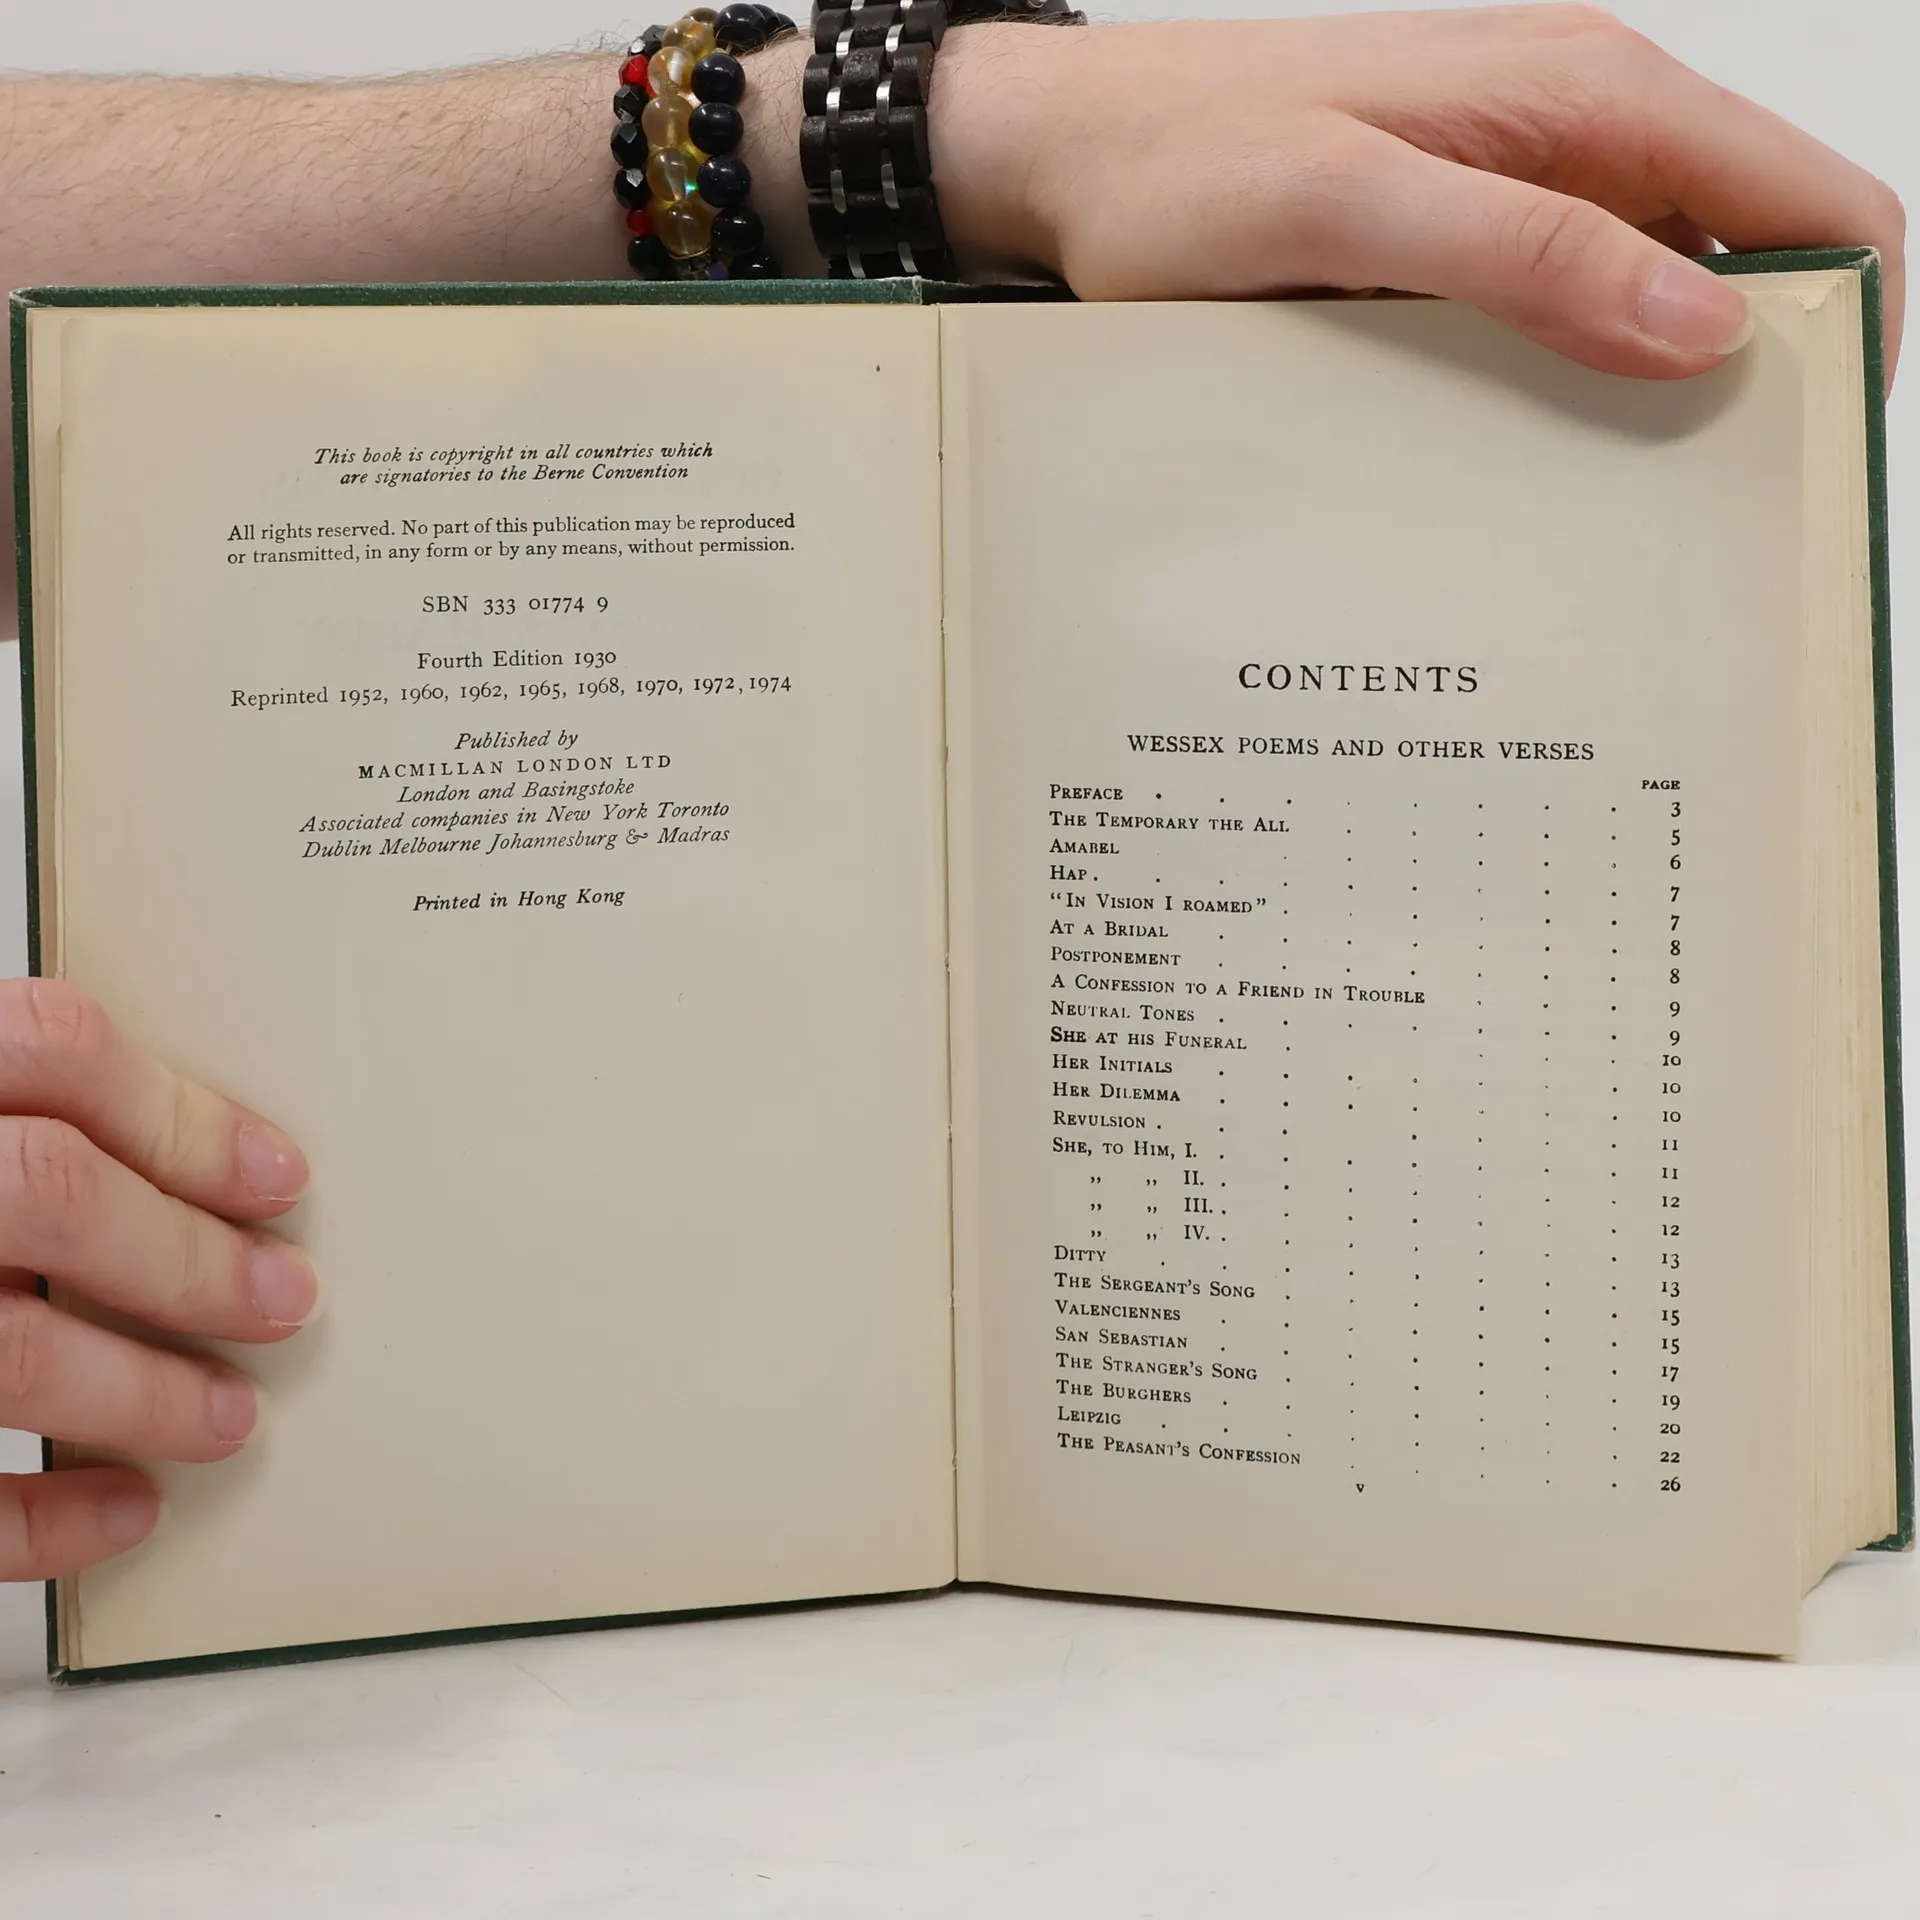 This book is copyright in all countries which
are signatories to the Berne Convention
All rights reserved. No part of this publication may be reproduced
or transmitted, in any form or by any means, without permission.
SBN 333 01774 9
Fourth Edition 1930
Reprinted 1952, 1960, 1962, 1965, 1968, 1970, 1972, 1974
Published by
MACMILLAN LONDON LTD
London and Basingstoke
Associated companies in New York Toronto
Dublin Melbourne Johannesburg & Madras
Printed in Hong Kong
CONTENTS
WESSEX POEMS AND OTHER VERSES
PAGE
PREFACE 3
THE TEMPORARY THE ALL 5
AMABEL 6
HAP 7
“IN VISION I ROAMED” 7
AT A BRIDAL 8
POSTPONEMENT 8
A CONFESSION TO A FRIEND IN TROUBLE 9
NEUTRAL TONES 9
SHE AT HIS FUNERAL 10
HER INITIALS 10
HER DILEMMA 10
REVULSION 11
SHE, TO HIM, I. 11
,, ,, II. 12
,, ,, III. 12
,, ,, IV. 13
DITTY 13
THE SERGEANT'S SONG 15
VALENCIENNES 15
SAN SEBASTIAN 17
THE STRANGER'S SONG 19
THE BURGHERS 20
LEIPZIG 22
THE PEASANT'S CONFESSION 26
v